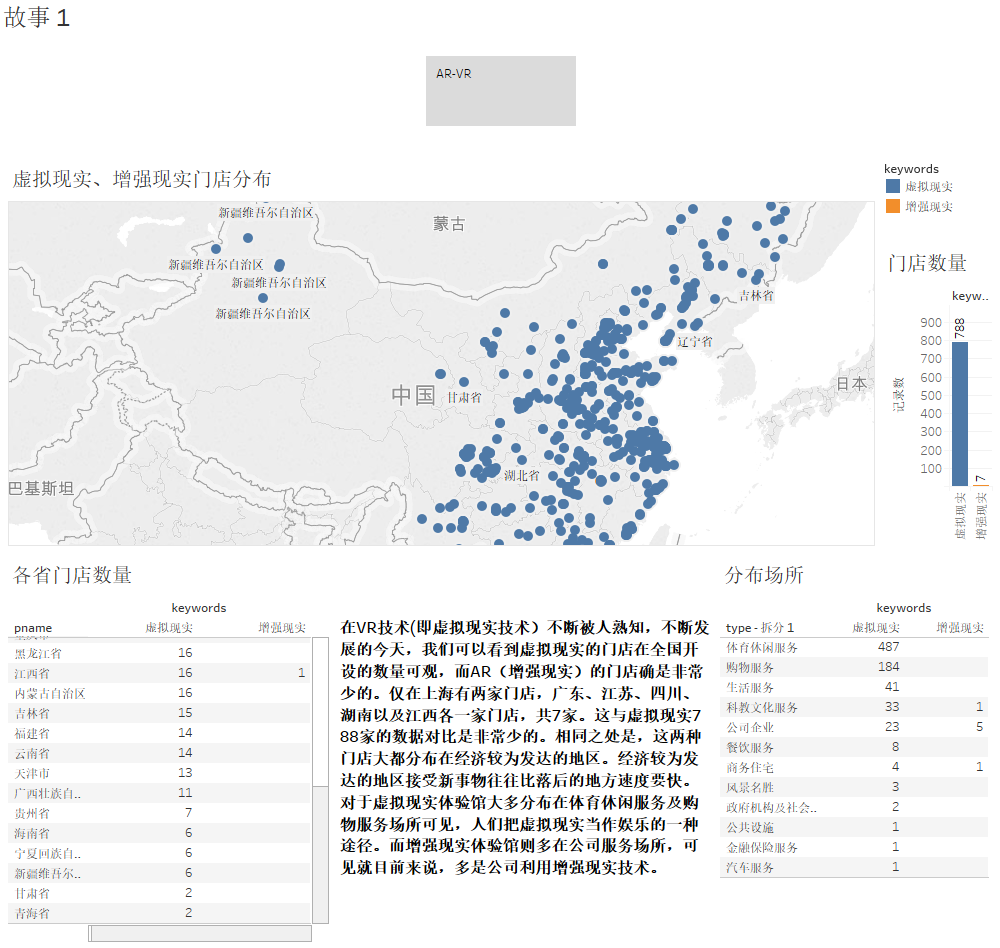 故事 1
AR-VR
虚拟现实、增强现实门店分布
keywords
虚拟现实
增强现实
新疆维吾尔自治区
蒙古
新疆维吾尔自治区
新疆维吾尔自治区
吉林省
新疆维吾尔自治区
辽宁省
中国
甘肃省
日本
湖北省
巴基斯坦
门店数量
keyw..
记录数
900
800
700
600
500
400
300
200
100
788
7
虚拟现实
增强现实
各省门店数量
keywords
pname 虚拟现实 增强现实
黑龙江省 16
江西省 16 1
内蒙古自治区 16
吉林省 15
福建省 14
云南省 14
天津市 13
广西壮族自.. 11
贵州省 7
海南省 6
宁夏回族自.. 6
新疆维吾尔.. 6
甘肃省 2
青海省 2
在VR技术(即虚拟现实技术）不断被人熟知，不断发
展的今天，我们可以看到虚拟现实的门店在全国开
设的数量可观，而AR（增强现实）的门店确是非常
少的。仅在上海有两家门店，广东、江苏、四川、
湖南以及江西各一家门店，共7家。这与虚拟现实7
88家的数据对比是非常少的。相同之处是，这两种
门店大都分布在经济较为发达的地区。经济较为发
达的地区接受新事物往往比落后的地方速度要快。
对于虚拟现实体验馆大多分布在体育休闲服务及购
物服务场所可见，人们把虚拟现实当作娱乐的一种
途径。而增强现实体验馆则多在公司服务场所，可
见就目前来说，多是公司利用增强现实技术。
分布场所
keywords
type - 拆分 1 虚拟现实 增强现实
体育休闲服务 487
购物服务 184
生活服务 41
科教文化服务 33 1
公司企业 23 5
餐饮服务 8
商务住宅 4 1
风景名胜 3
政府机构及社会.. 2
公共设施 1
金融保险服务 1
汽车服务 1